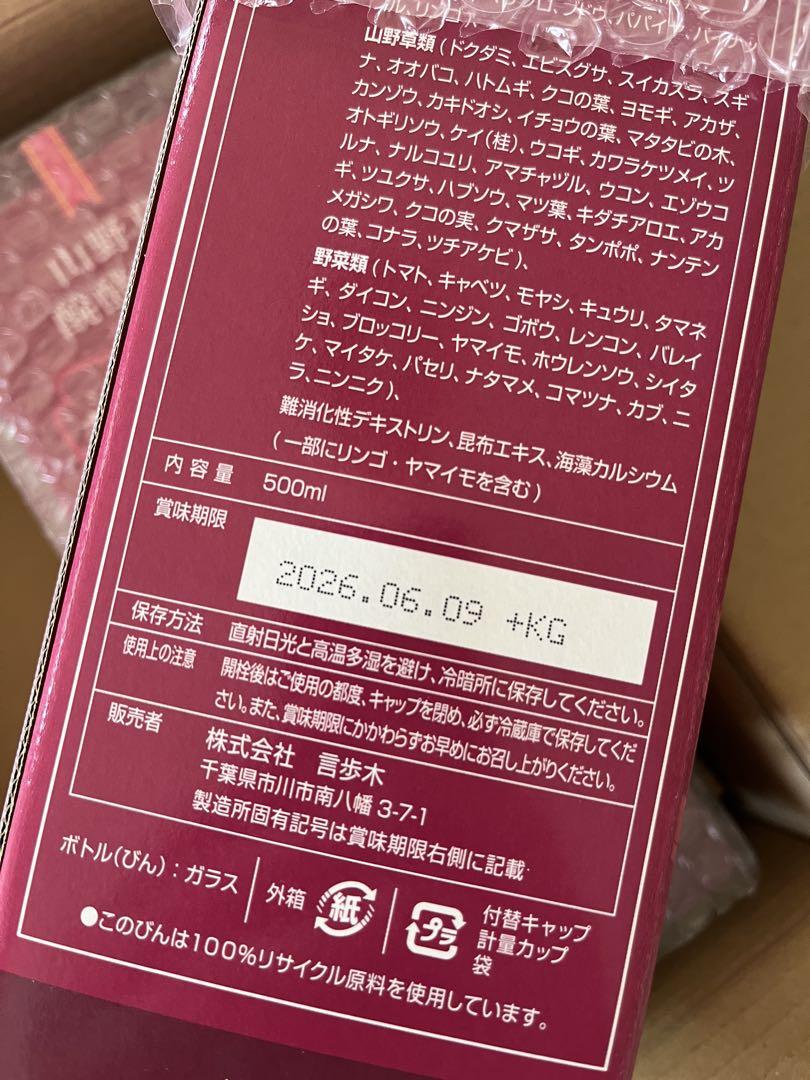 山野草類(ドクダミ、エビスグサ、スイカズラ、スギ
ナ、オオバコ、ハトムギ、クコの葉、ヨモギ、アカザ、
カンゾウ、カキドオシ、イチョウの葉、マタタビの木、
オトギリソウ、ケイ(桂)、ウコギ、カワラケツメイ、ツ
ルナ、ナルコユリ、アマチャヅル、ウコン、エゾウコ
ギ、ツユクサ、ハブソウ、マツ葉、キダチアロエ、アカ
メガシワ、クコの実、クマザサ、タンポポ、ナンテン
の葉、コナラ、ツチアケビ)、
野菜類(トマト、キャベツ、モヤシ、キュウリ、タマネ
ギ、ダイコン、ニンジン、ゴボウ、レンコン、バレイ
ショ、ブロッコリー、ヤマイモ、ホウレンソウ、シイタ
ケ、マイタケ、パセリ、ナタマメ、コマツナ、カブ、ニ
ラ、ニンニク)、
難消化性デキストリン、昆布エキス、海藻カルシウム
(一部にリンゴ・ヤマイモを含む)
内容量 500ml
賞味期限 2026.06.09 +KG
保存方法 直射日光と高温多湿を避け、冷暗所に保存してください。
使用上の注意 開栓後はご使用の都度、キャップを閉め、必ず冷蔵庫で保存してくだ
さい。また、賞味期限にかかわらずお早めにお召し上がりください。
販売者 株式会社 言歩木
千葉県市川市南八幡 3-7-1
製造所固有記号は賞味期限右側に記載
ボトル(びん):ガラス
外箱 紙
プラ 付替キャップ
計量カップ
袋
●このびんは100%リサイクル原料を使用しています。
山野